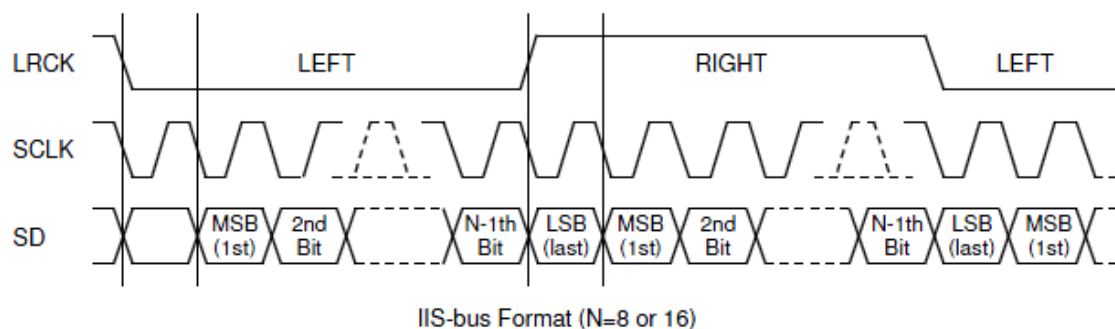 LRCK LEFT RIGHT LEFT
SCLK
SD MSB (1st) 2nd Bit N-1th Bit LSB (last) MSB (1st) 2nd Bit N-1th Bit LSB (last) MSB (1st)
IIS-bus Format (N=8 or 16)